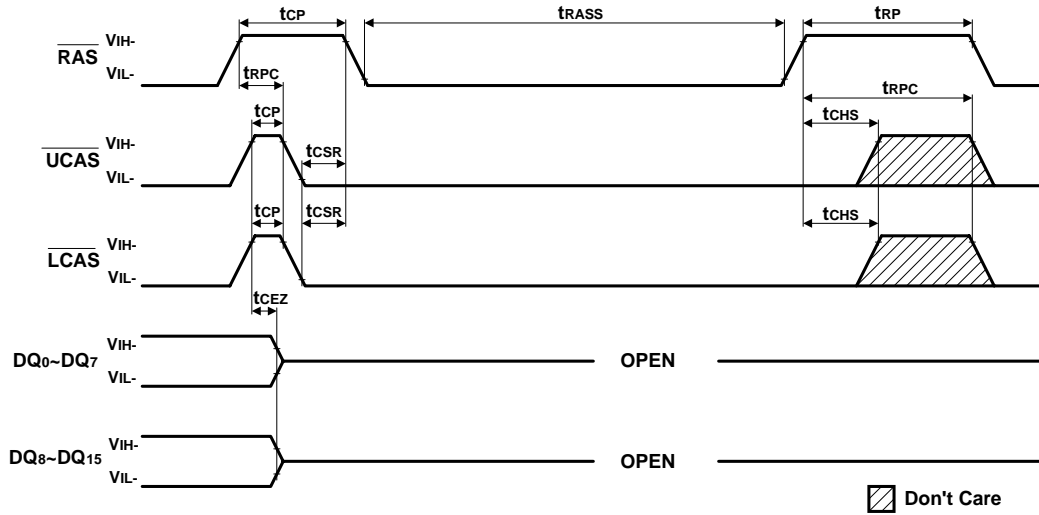 tCP
tRASS
tRP
RAS
VIH-
VIL-
tRPC
tRPC
tCP
tCHS
UCAS
VIH-
VIL-
tCSR
tCP
tCSR
tCHS
LCAS
VIH-
VIL-
tCEZ
DQ0~DQ7
VIH-
VIL-
OPEN
DQ8~DQ15
VIH-
VIL-
OPEN
Don't Care